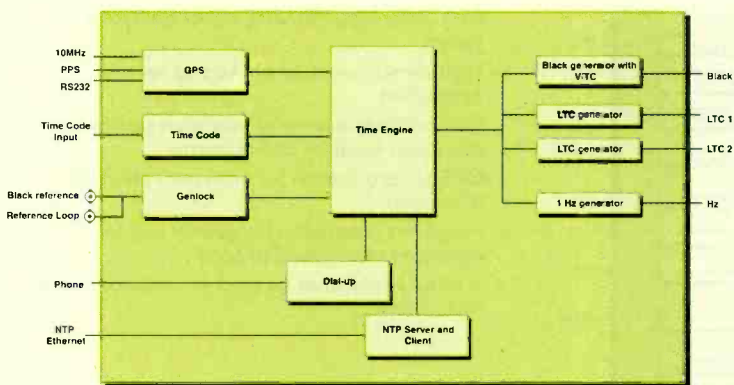 10MHz
PPS
RS232
GPS
Time Code
Input
Time Code
Black reference
Reference Loop
Genlock
Phone
Dial-up
NTP
Ethernet
NTP Server and
Client
Time Engine
Black generator with
VITC
Black
LTC generator
LTC 1
LTC generator
LTC 2
1 Hz generator
Hz